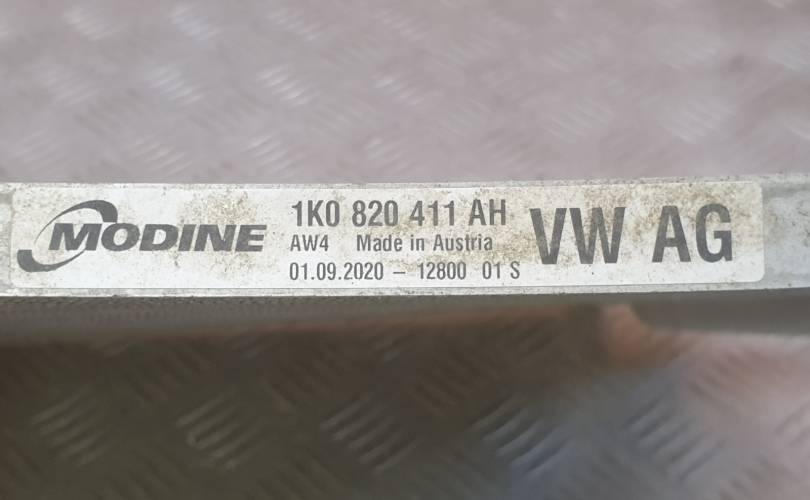 MODINE
1K0 820 411 AH
AW4 Made in Austria
01.09.2020 – 12800 01 S
VW AG